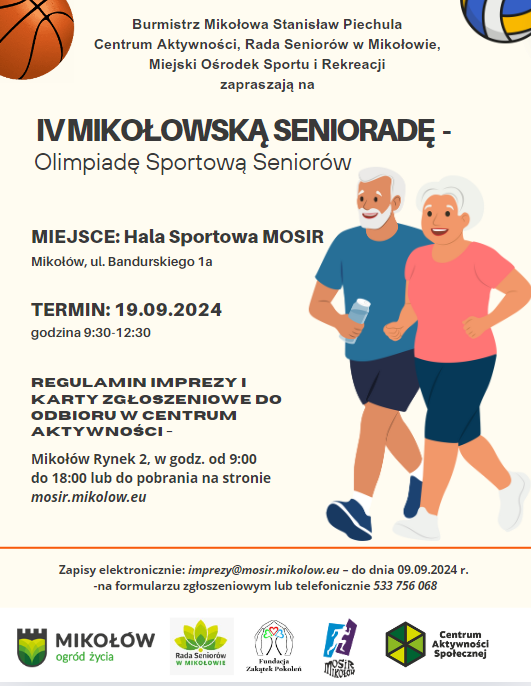 Burmistrz Mikołowa Stanisław Piechula
Centrum Aktywności, Rada Seniorów w Mikołowie,
Miejski Ośrodek Sportu i Rekreacji
zapraszają na
IV MIKOŁOWSKĄ SENIORADĘ -
Olimpiadę Sportową Seniorów
MIEJSCE: Hala Sportowa MOSIR
Mikołów, ul. Bandurskiego 1a
TERMIN: 19.09.2024
godzina 9:30-12:30
REGULAMIN IMPREZY I
KARTY ZGŁOSZENIOWE DO
ODBIORU W CENTRUM
AKTYWNOŚCI -
Mikołów Rynek 2, w godz. od 9:00
do 18:00 lub do pobrania na stronie
mosir.mikolow.eu
Zapisy elektronicznie: imprezy@mosir.mikolow.eu – do dnia 09.09.2024 r.
-na formularzu zgłoszeniowym lub telefonicznie 533 756 068
MIKOŁÓW
ogród życia
Rada Seniorów
W MIKOŁOWIE
Fundacja
Zakątek Pokoleń
MOSIR
MIKOŁÓW
Centrum
Aktywności
Społecznej